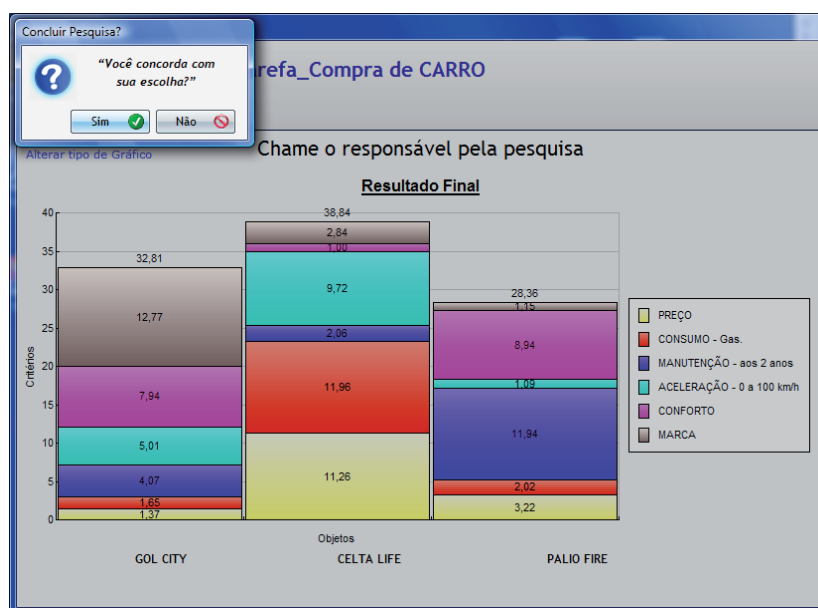 Concluir Pesquisa?
“Você concorda com
sua escolha?”
Sim
Não
refa_Compra de CARRO
Alterar tipo de Gráfico
Chame o responsável pela pesquisa
Resultado Final
40
35
30
25
20
15
10
5
0
Critérios
32,81
12,77
7,94
5,01
4,07
1,65
1,37
38,84
2,84
1,00
9,72
2,06
11,96
11,26
28,36
1,15
8,94
1,09
11,94
2,02
3,22
PREÇO
CONSUMO - Gas.
MANUTENÇÃO - aos 2 anos
ACELERAÇÃO - 0 a 100 km/h
CONFORTO
MARCA
Objetos
GOL CITY
CELTA LIFE
PALIO FIRE